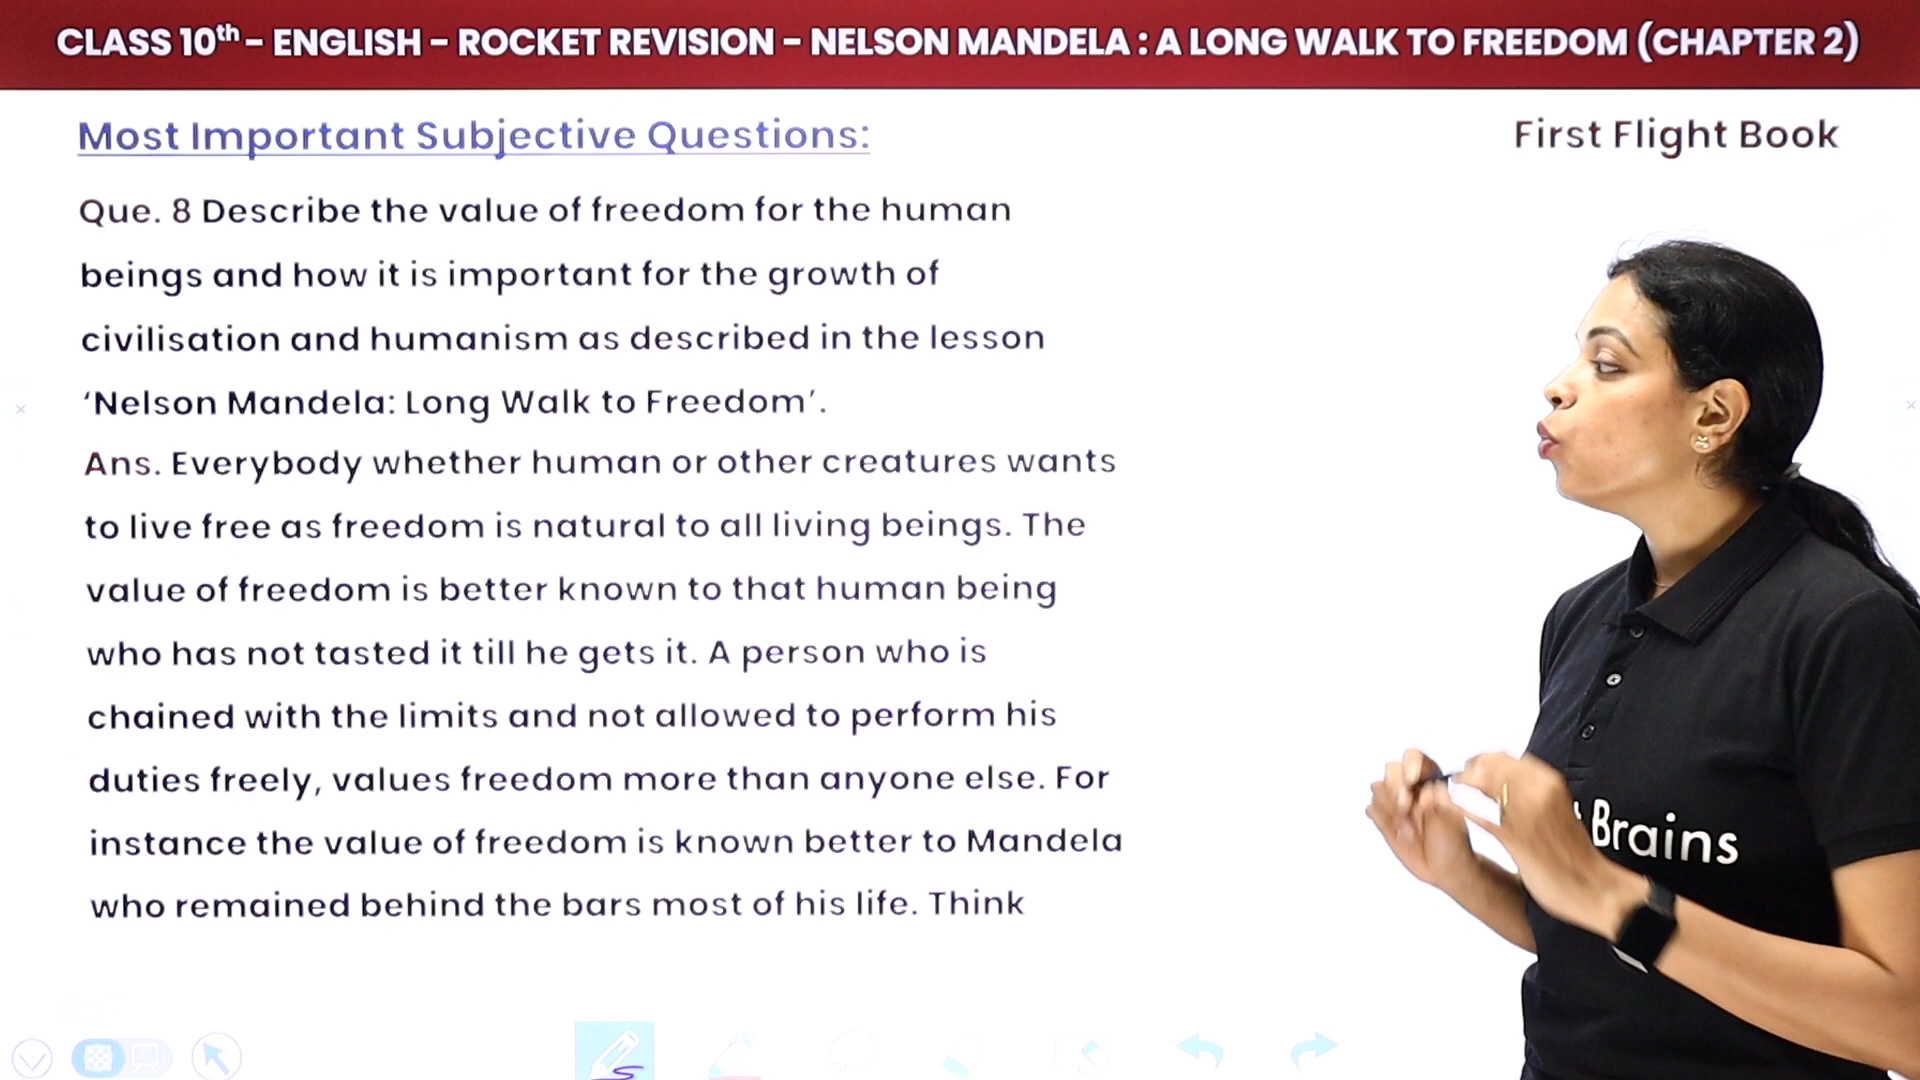 CLASS 10th - ENGLISH - ROCKET REVISION - NELSON MANDELA : A LONG WALK TO FREEDOM (CHAPTER 2)
Most Important Subjective Questions:
First Flight Book
Que. 8 Describe the value of freedom for the human
beings and how it is important for the growth of
civilisation and humanism as described in the lesson
‘Nelson Mandela: Long Walk to Freedom’.
Ans. Everybody whether human or other creatures wants
to live free as freedom is natural to all living beings. The
value of freedom is better known to that human being
who has not tasted it till he gets it. A person who is
chained with the limits and not allowed to perform his
duties freely, values freedom more than anyone else. For
instance the value of freedom is known better to Mandela
who remained behind the bars most of his life. Think
Brains